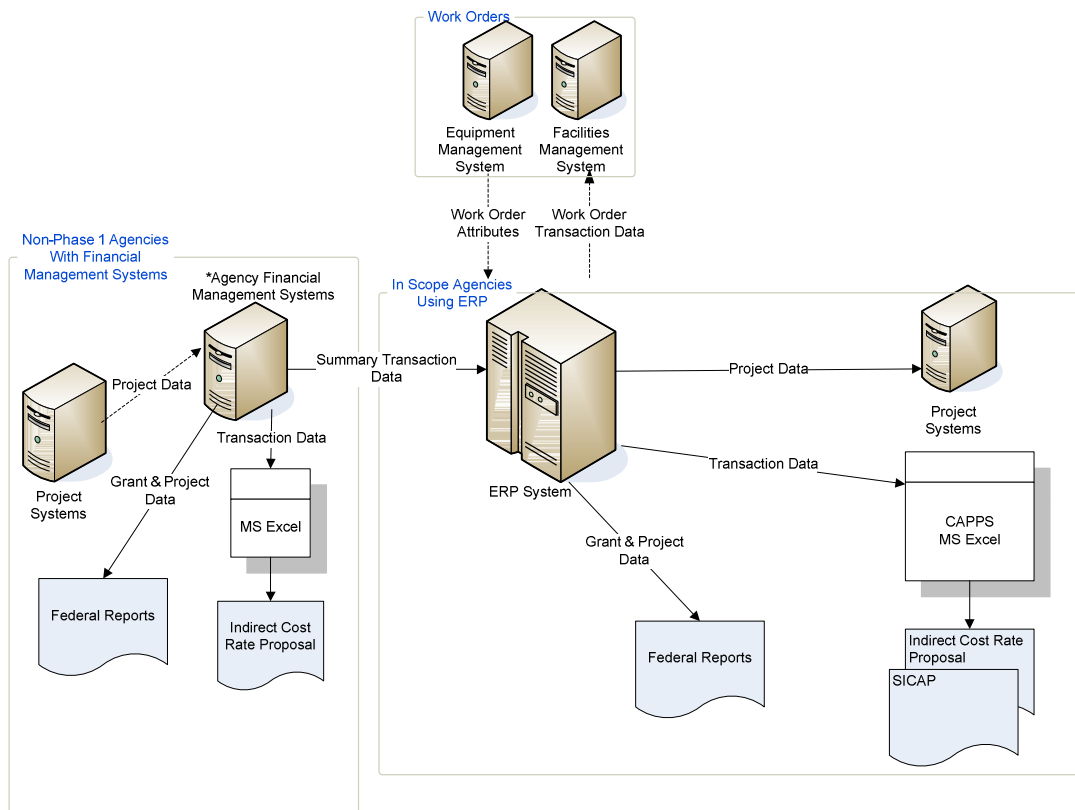 Work Orders
Equipment
Management
System
Facilities
Management
System
Work Order
Attributes
Work Order
Transaction Data
Non-Phase 1 Agencies
With Financial
Management Systems
*Agency Financial
Management Systems
Project Data
Project
Systems
Transaction Data
Grant & Project
Data
MS Excel
Federal Reports
Indirect Cost
Rate Proposal
Summary Transaction
Data
In Scope Agencies
Using ERP
ERP System
Project Data
Project
Systems
Transaction Data
CAPPS
MS Excel
Grant & Project
Data
Federal Reports
Indirect Cost Rate
Proposal
SICAP